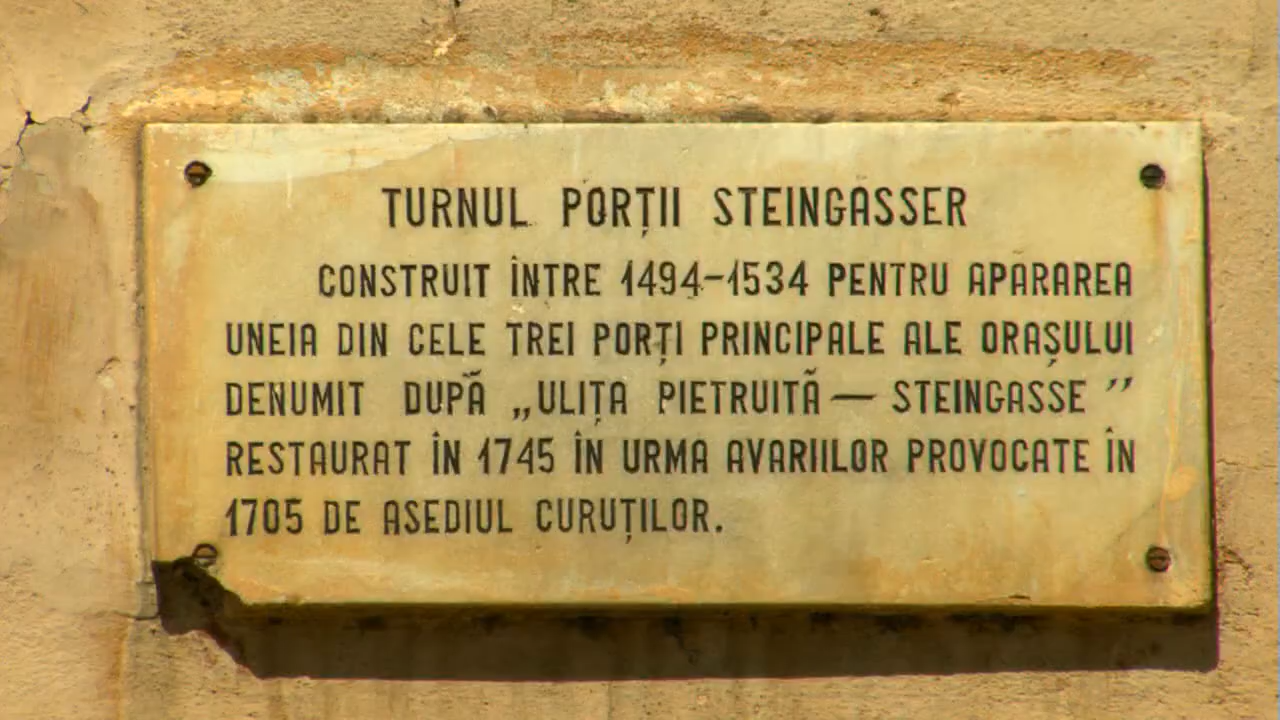 TURNUL PORȚII STEINGASSER
CONSTRUIT ÎNTRE 1494-1534 PENTRU APARAREA
UNEIA DIN CELE TREI PORȚI PRINCIPALE ALE ORAȘULUI
DENUMIT DUPĂ „ULIȚA PIETRUITĂ — STEINGASSE”
RESTAURAT ÎN 1745 ÎN URMA AVARIILOR PROVOCATE ÎN
1705 DE ASEDIUL CURUȚILOR.